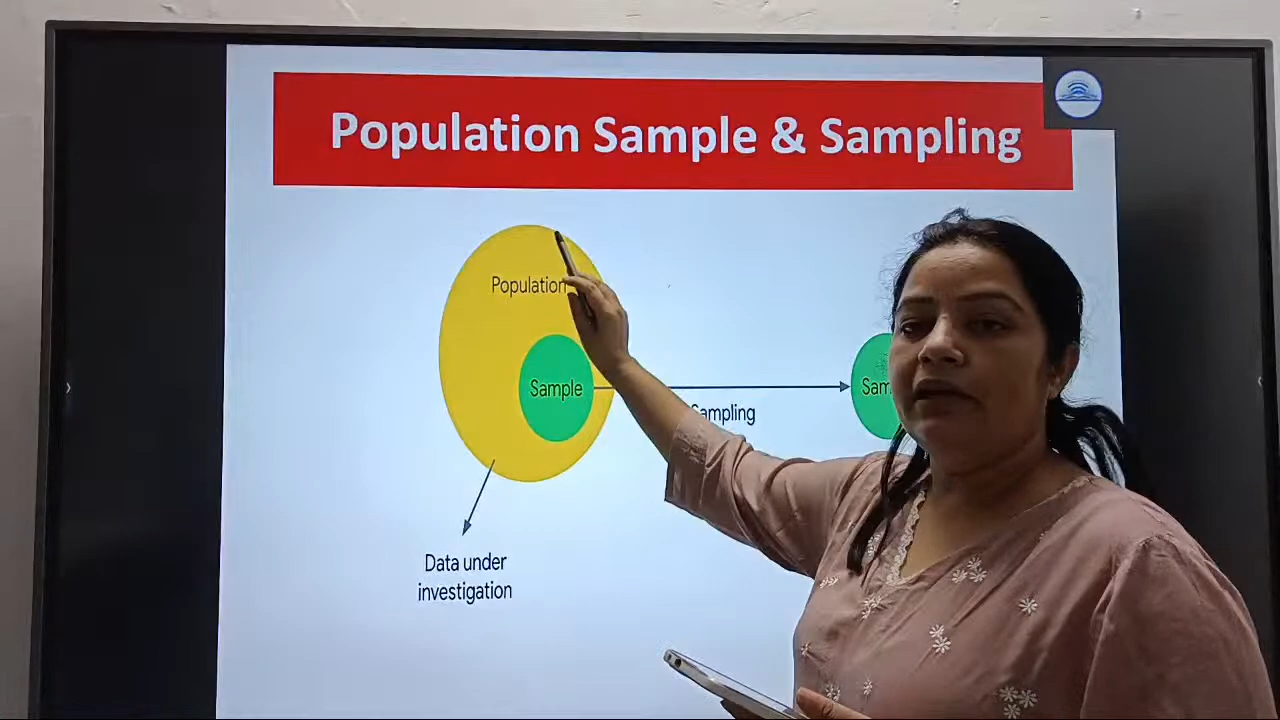 Population Sample & Sampling
Population
Sample
Sampling
Data under
investigation